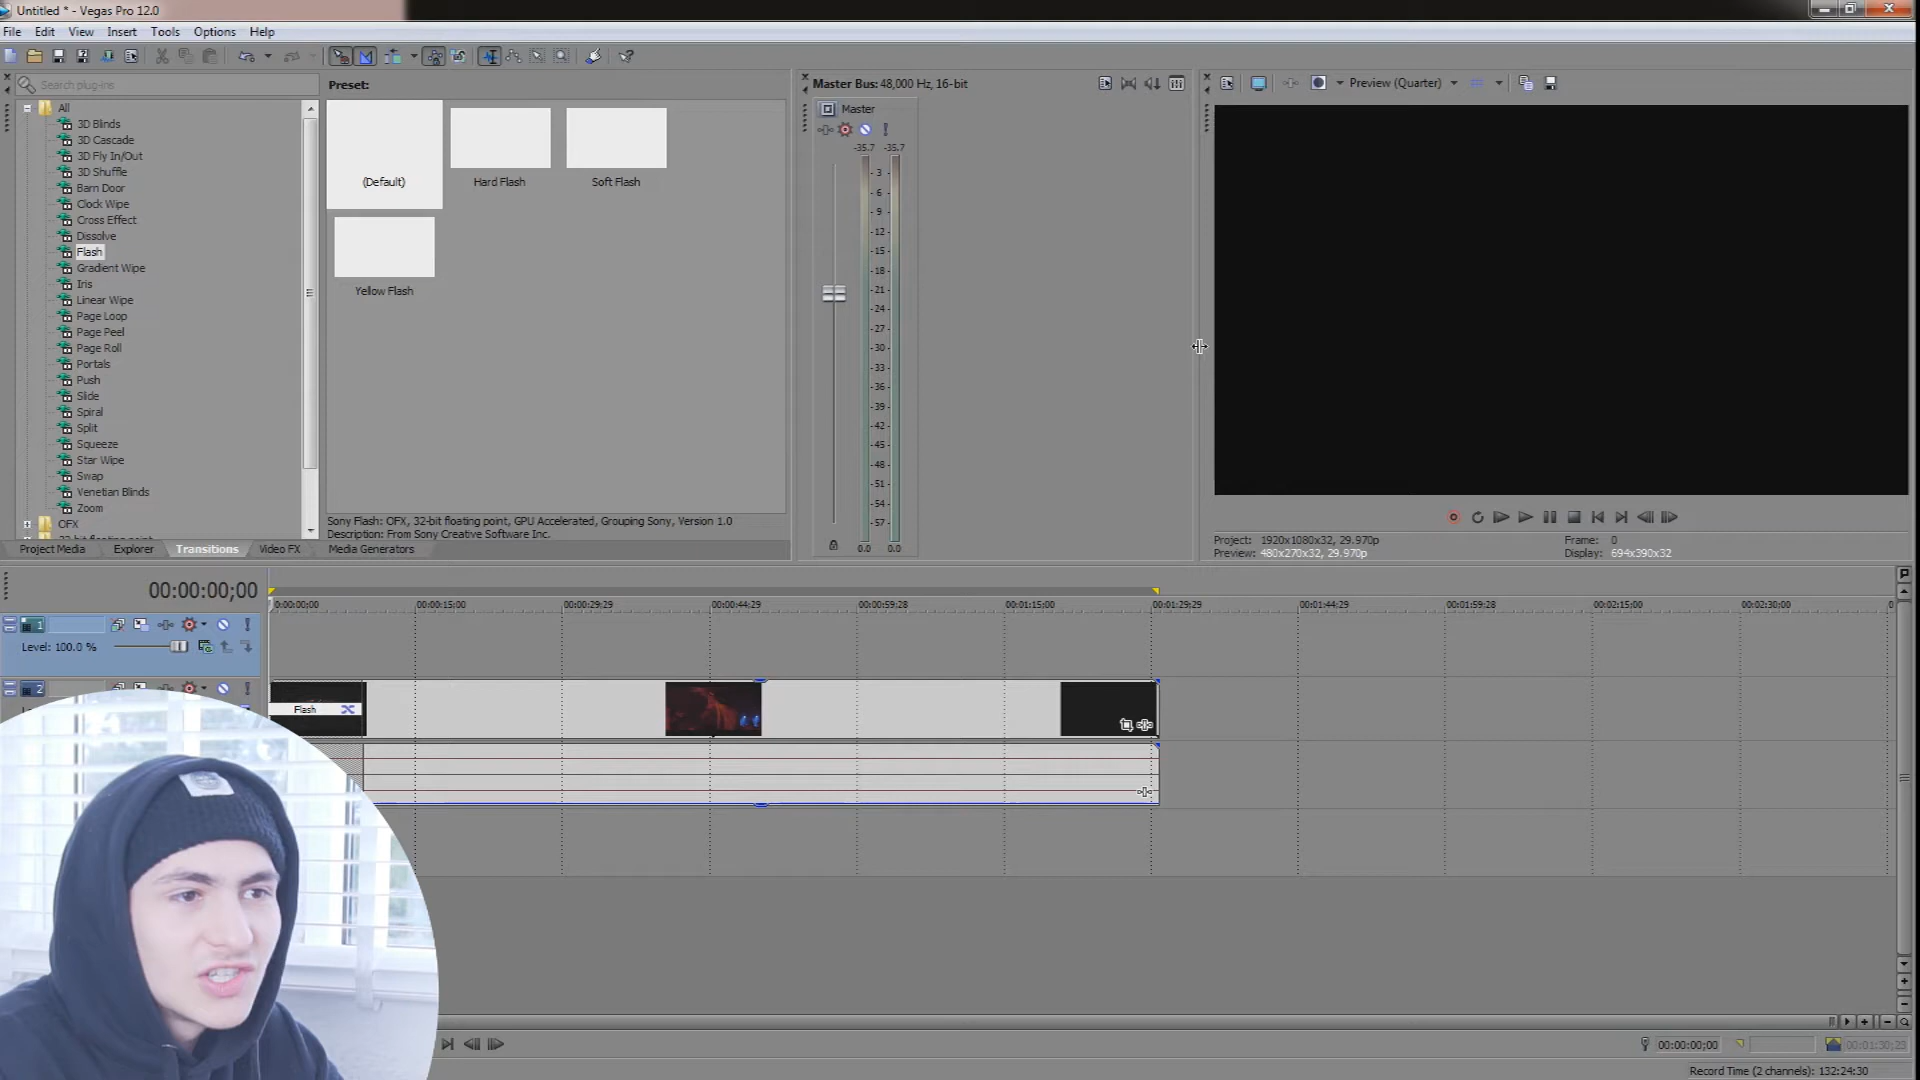 Untitled * - Vegas Pro 12.0
File Edit View Insert Tools Options Help
Search plug-ins
Preset:
Master Bus: 48,000 Hz, 16-bit
Preview (Quarter)
All
3D Blinds
3D Cascade
3D Fly In/Out
3D Shuffle
Barn Door
Clock Wipe
Cross Effect
Dissolve
Flash
Gradient Wipe
Iris
Linear Wipe
Page Loop
Page Peel
Page Roll
Portals
Push
Slide
Spiral
Split
Squeeze
Star Wipe
Swap
Venetian Blinds
Zoom
OFX
32-bit floating point
(Default)
Hard Flash
Soft Flash
Yellow Flash
Sony Flash: OFX, 32-bit floating point, GPU Accelerated, Grouping Sony, Version 1.0
Description: From Sony Creative Software Inc.
Project Media Explorer Transitions Video FX Media Generators
Master
-35.7 -35.7
- 3 -
- 6 -
- 9 -
-12-
-15-
-18-
-21-
-24-
-27-
-30-
-33-
-36-
-39-
-42-
-45-
-48-
-51-
-54-
-57-
0.0 0.0
Project: 1920x1080x32, 29.970p
Preview: 480x270x32, 29.970p
Frame: 0
Display: 694x390x32
00:00:00;00
0:00:00;00 00:00:15;00 00:00:29;29 00:00:44;29 00:00:59;28 00:01:15;00 00:01:29;29 00:01:44;29 00:01:59;28 00:02:15;00 00:02:30;00 0
1
Level: 100.0 %
2
Flash
00:00:00;00
00:01:30;23
Record Time (2 channels): 132:24:30